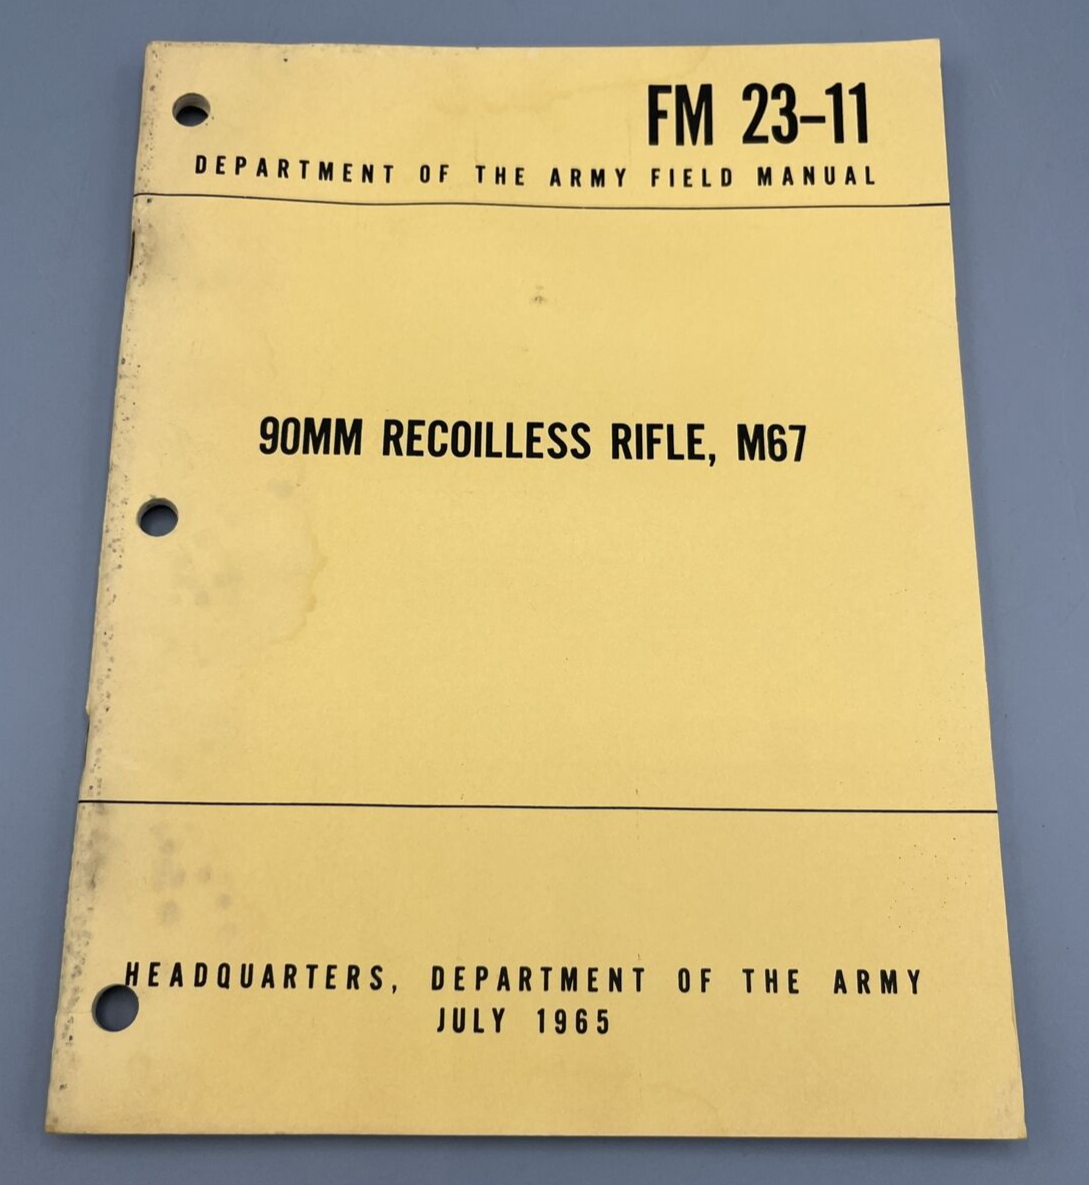 FM 23-11
DEPARTMENT OF THE ARMY FIELD MANUAL
90MM RECOILLESS RIFLE, M67
HEADQUARTERS, DEPARTMENT OF THE ARMY
JULY 1965